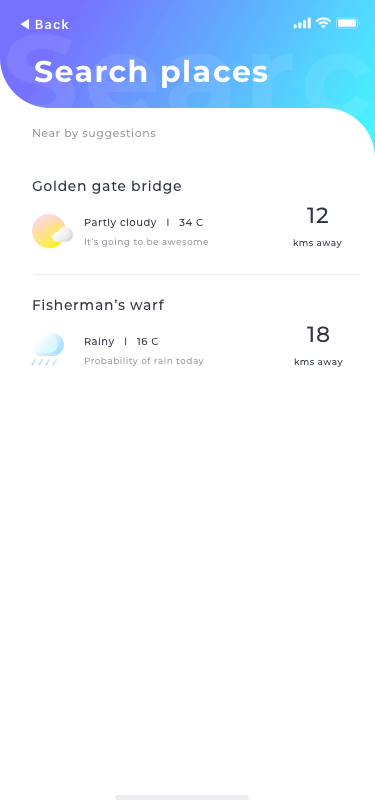 ◀ Back
Searc
Search places
Near by suggestions
Golden gate bridge
Partly cloudy | 34 C
It's going to be awesome
12
kms away
Fisherman's warf
Rainy | 16 C
Probability of rain today
18
kms away